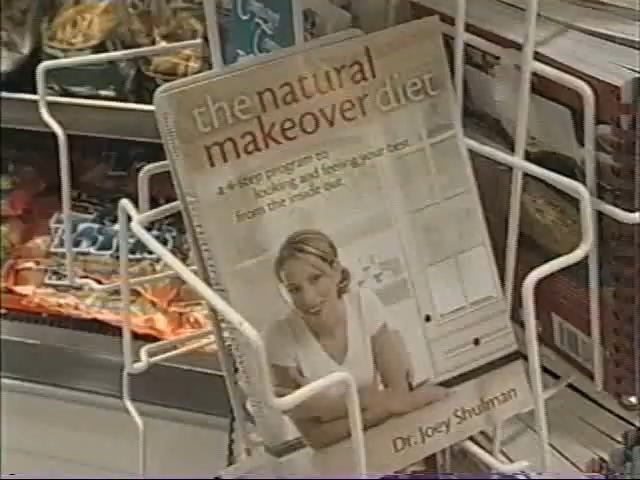 the natural
makeover diet
a 4-step program to
looking and feeling your best
from the inside out
Dr. Joey Shulman